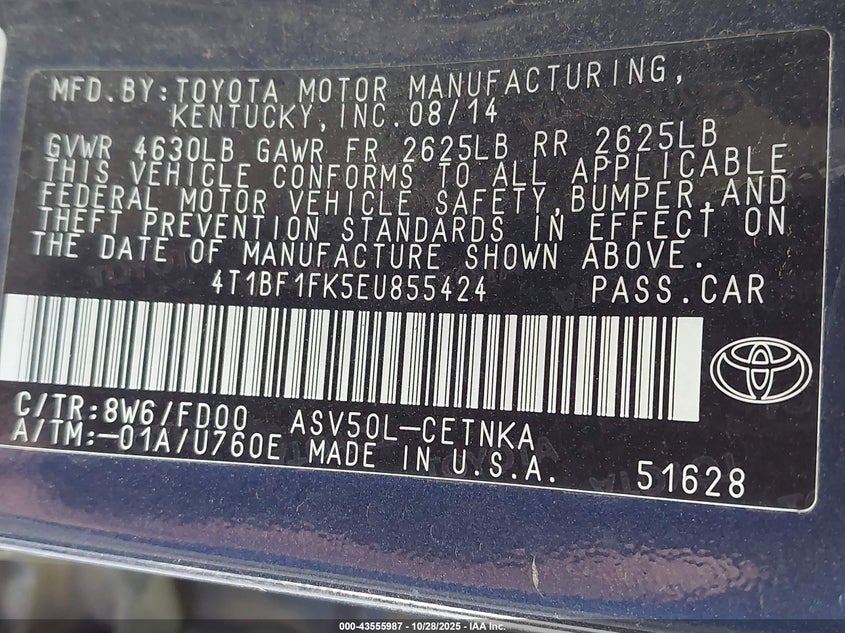 MFD. BY: TOYOTA MOTOR MANUFACTURING,
KENTUCKY, INC. 08/14
GVWR 4630LB GAWR FR 2625LB RR 2625LB
THIS VEHICLE CONFORMS TO ALL APPLICABLE
FEDERAL MOTOR VEHICLE SAFETY, BUMPER, AND
THEFT PREVENTION STANDARDS IN EFFECT ON
THE DATE OF MANUFACTURE SHOWN ABOVE.
4T1BF1FK5EU855424 PASS. CAR
C/TR: 8W6/FD00 ASV50L-CETNKA
A/TM:-01A/U760E MADE IN U.S.A. 51628
000-43555987 - 10/28/2025 - IAA Inc.